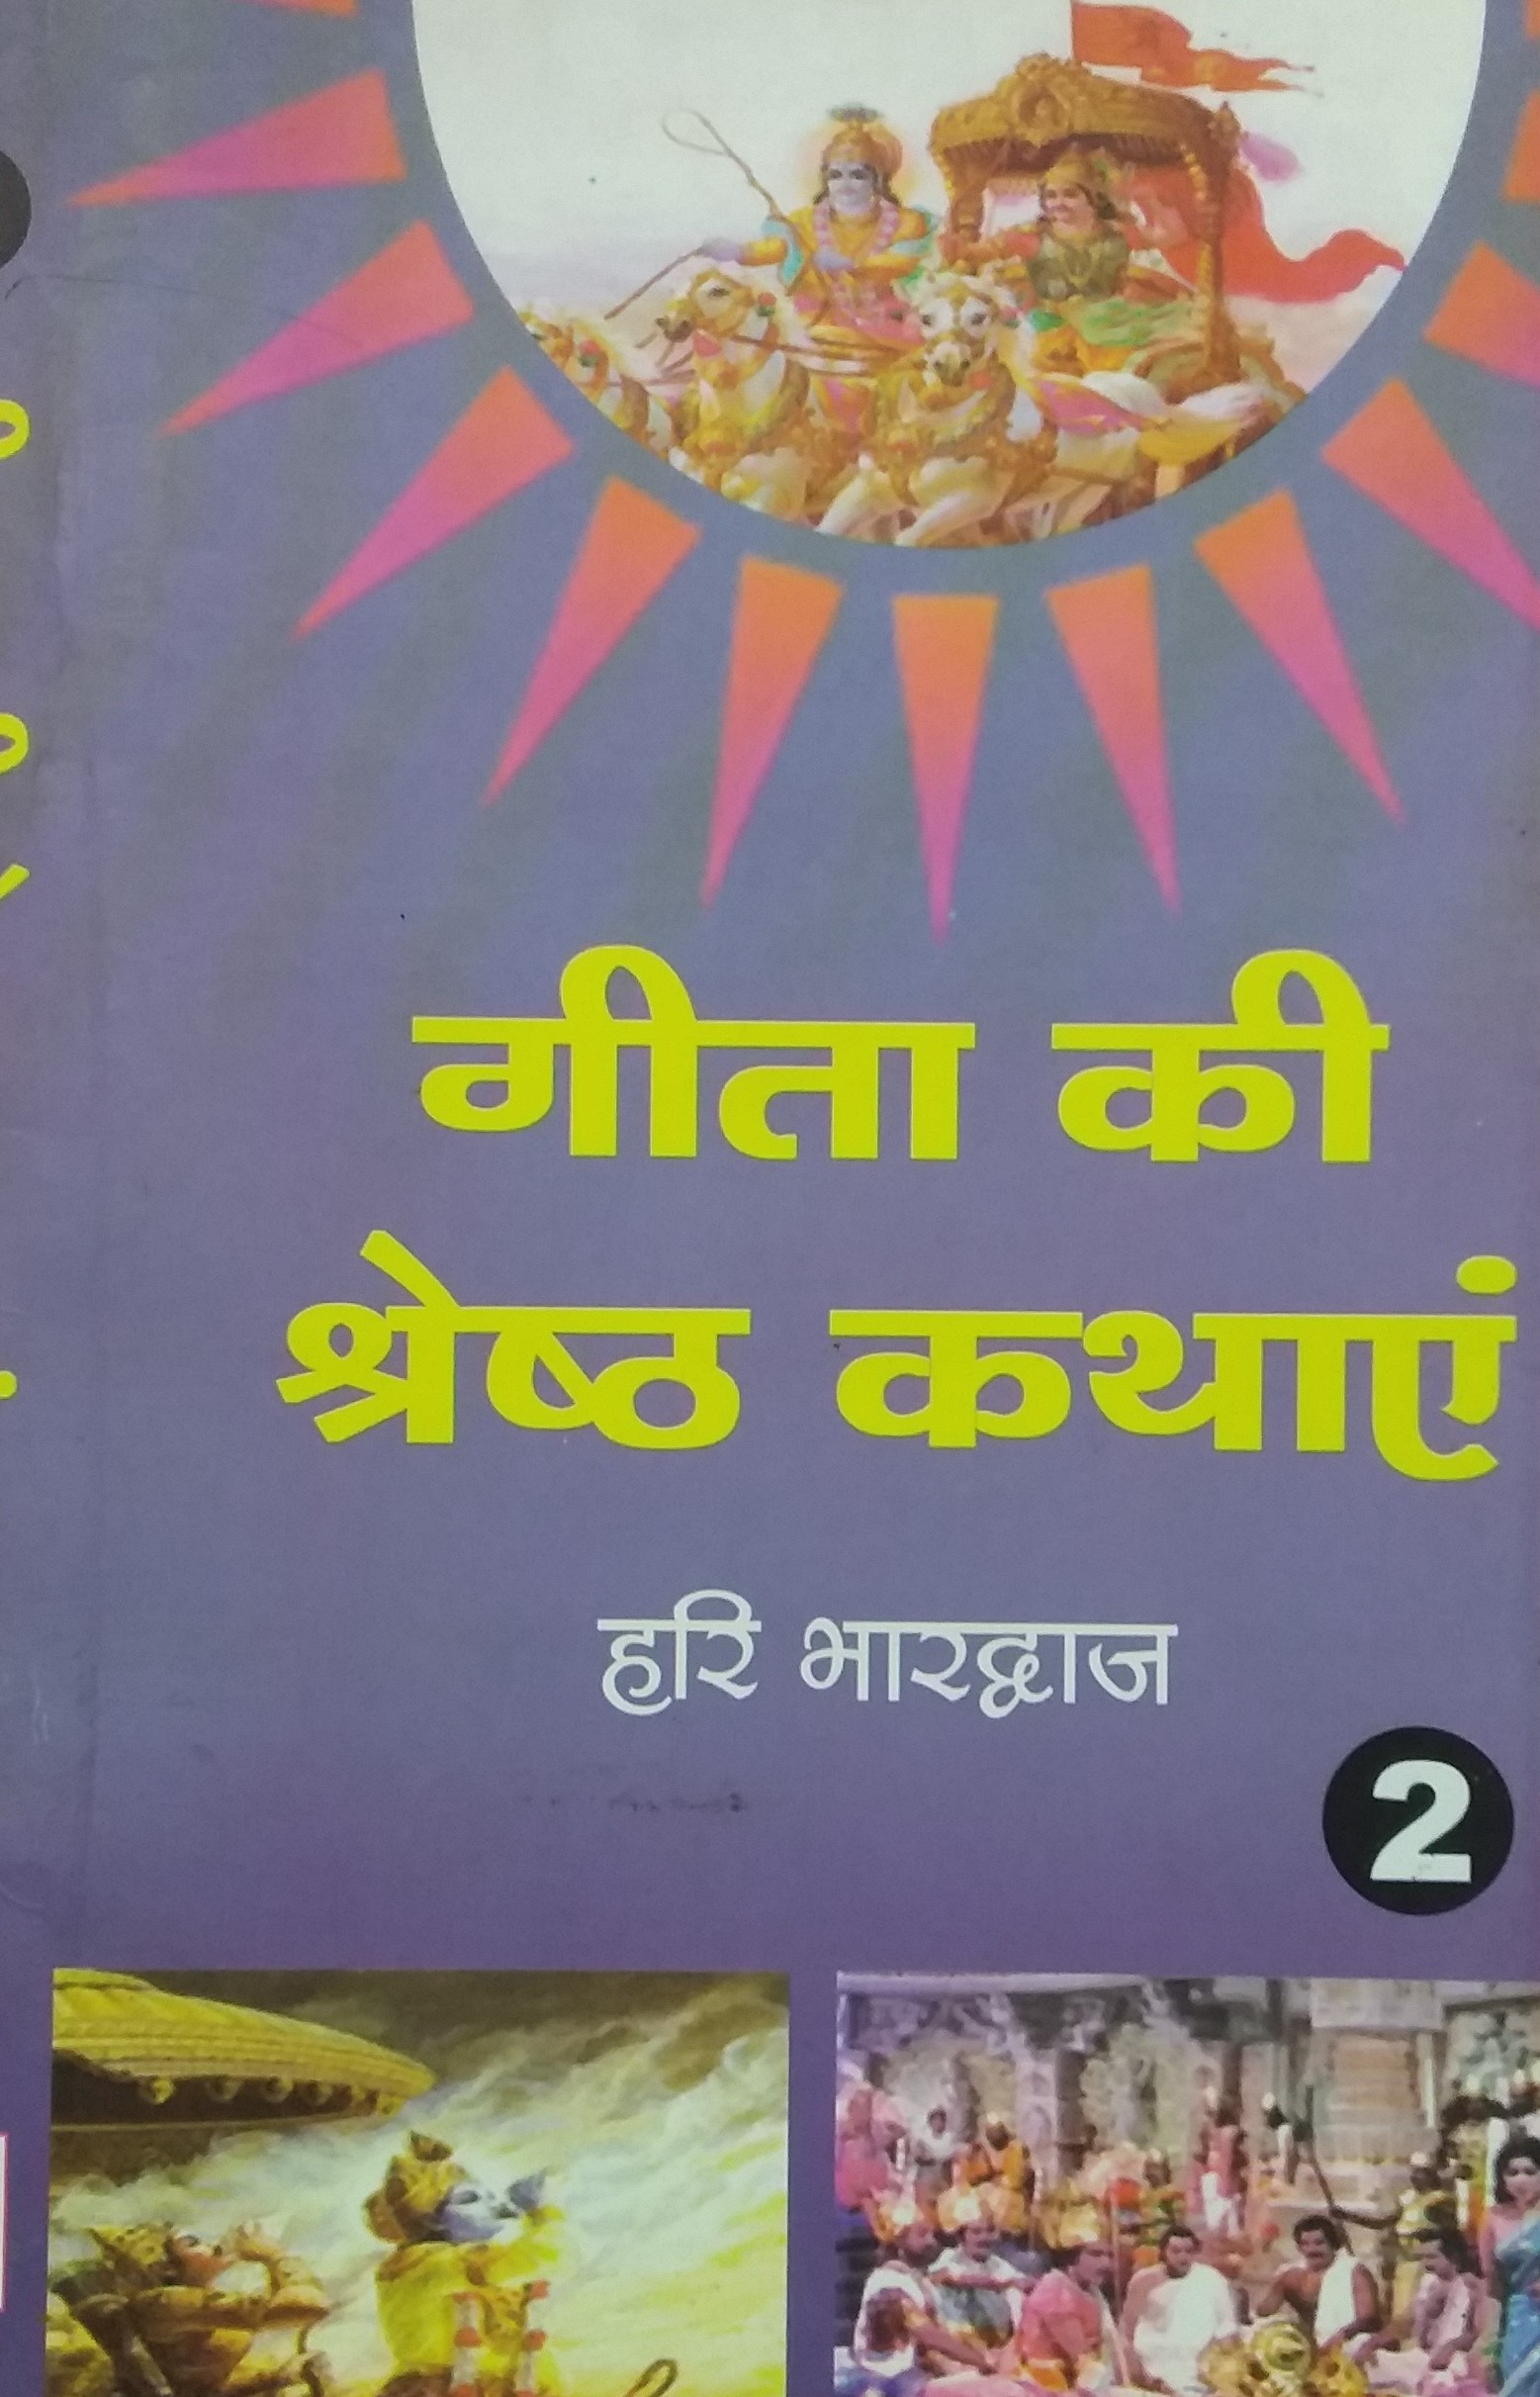 गीता की
श्रेष्ठ कथाएं
हरि भारद्वाज
2